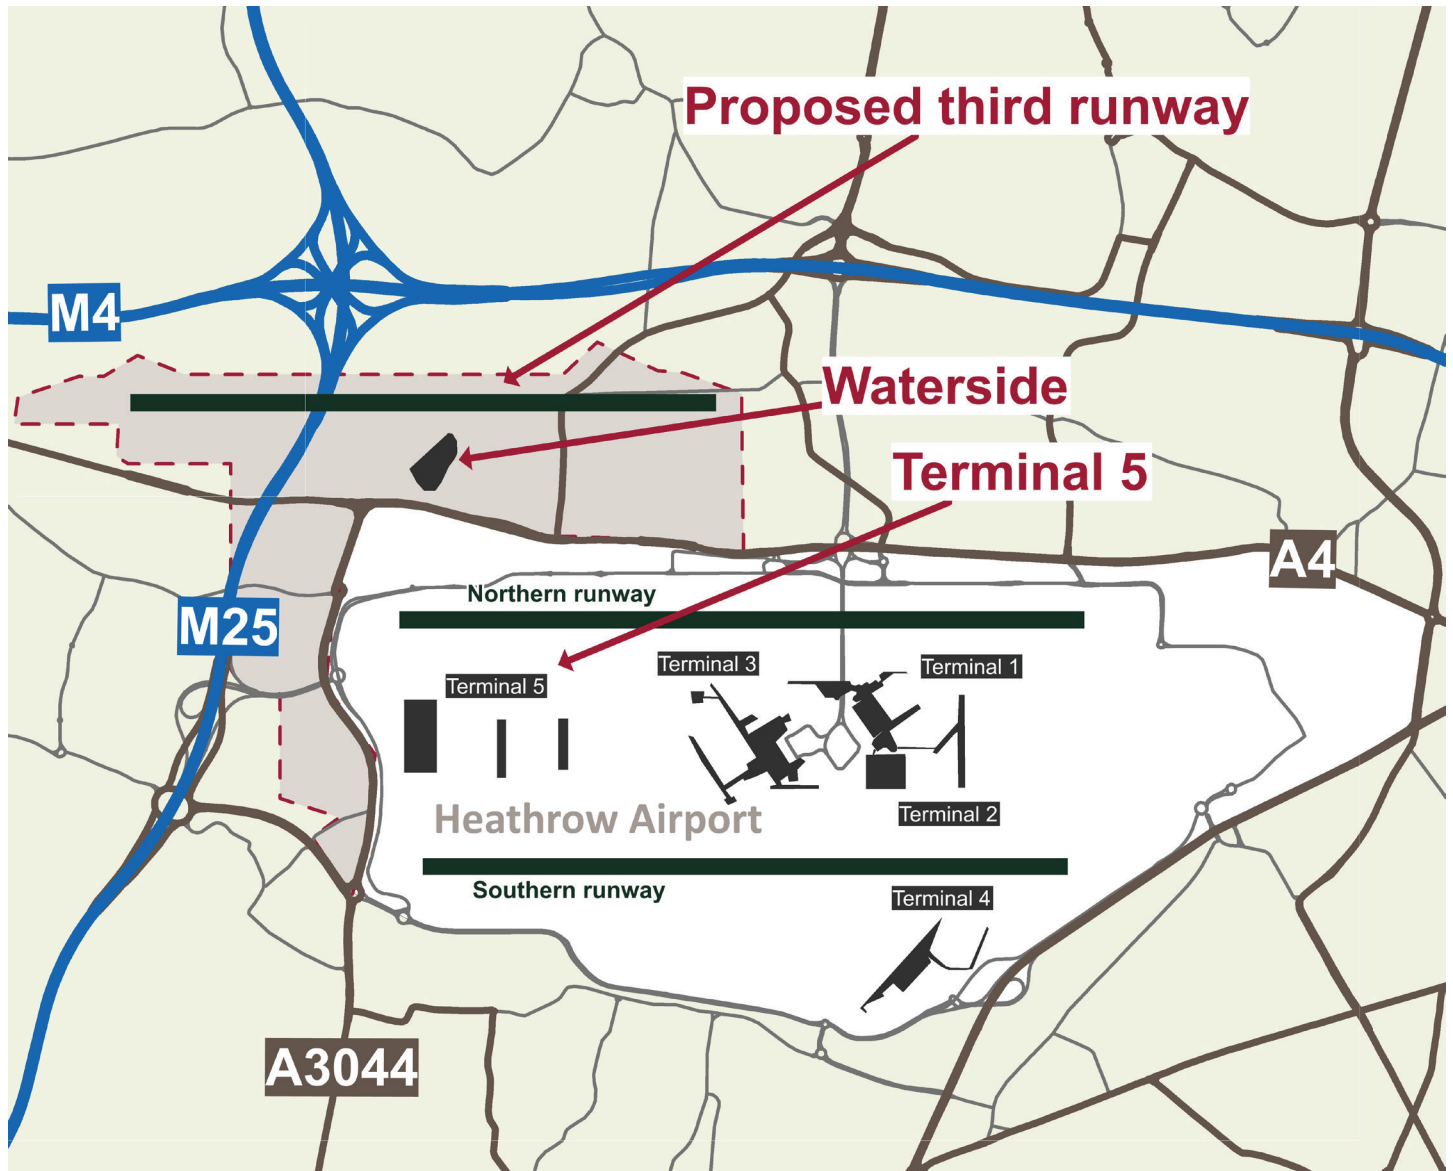 Proposed third runway
M4
Waterside
Terminal 5
A4
Northern runway
M25
Terminal 3
Terminal 1
Terminal 5
Heathrow Airport
Terminal 2
Southern runway
Terminal 4
A3044